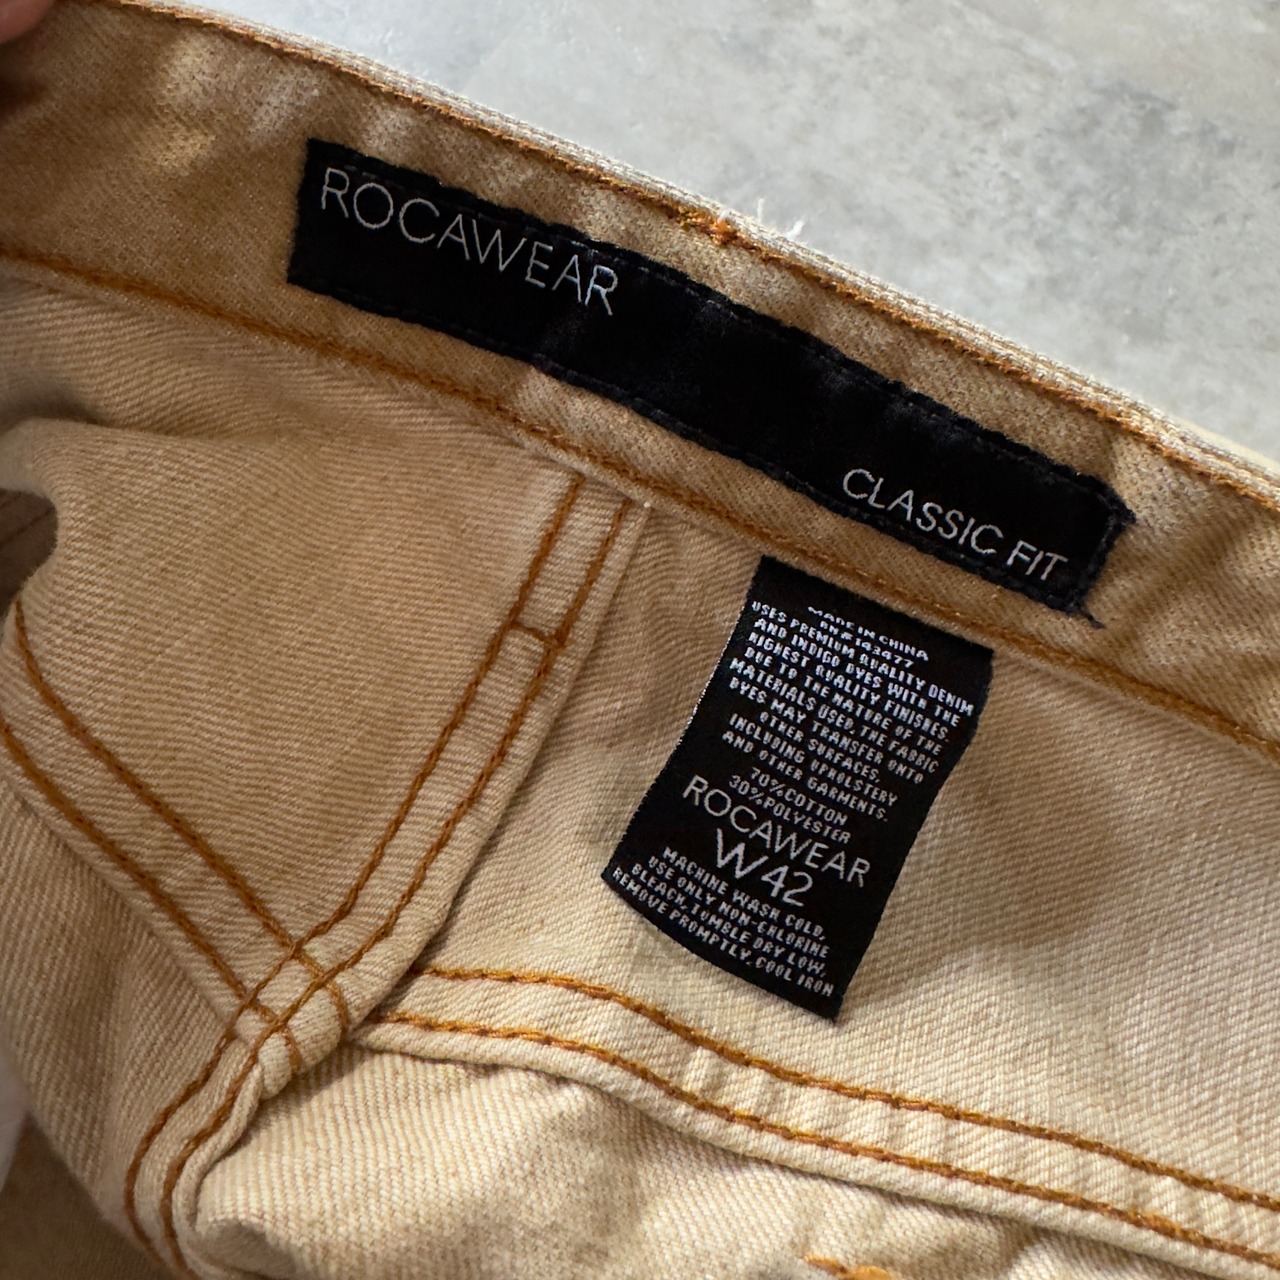 ROCAWEAR
CLASSIC FIT
MADE IN CHINA
RN# 143477
USES PREMIUM QUALITY DENIM
AND INDIGO DYES WITH THE
HIGHEST QUALITY FINISHES.
DUE TO THE NATURE OF THE
MATERIALS USED, THE FABRIC
DYES MAY TRANSFER ONTO
OTHER SURFACES,
INCLUDING UPHOLSTERY
AND OTHER GARMENTS.
70%COTTON
30%POLYESTER
ROCAWEAR
W42
MACHINE WASH COLD,
USE ONLY NON-CHLORINE
BLEACH, TUMBLE DRY LOW,
REMOVE PROMPTLY, COOL IRON